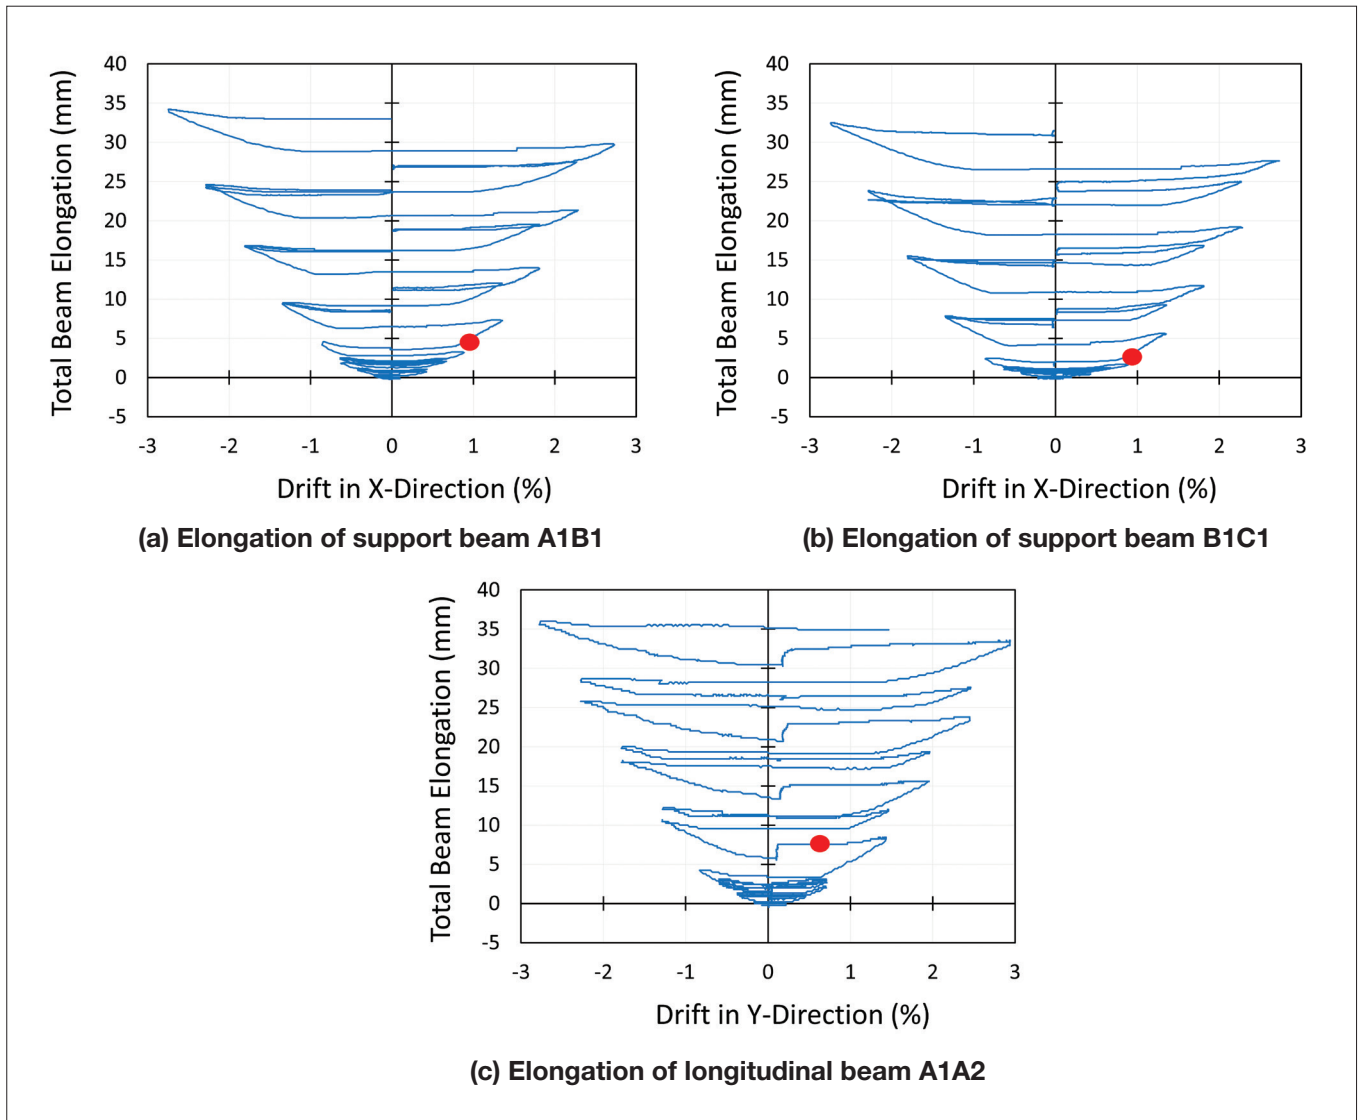 Total Beam Elongation (mm)
40
35
30
25
20
15
10
5
0
-5
-3 -2 -1 0 1 2 3
Drift in X-Direction (%)
(a) Elongation of support beam A1B1
Total Beam Elongation (mm)
40
35
30
25
20
15
10
5
0
-5
-3 -2 -1 0 1 2 3
Drift in X-Direction (%)
(b) Elongation of support beam B1C1
Total Beam Elongation (mm)
40
35
30
25
20
15
10
5
0
-5
-3 -2 -1 0 1 2 3
Drift in Y-Direction (%)
(c) Elongation of longitudinal beam A1A2